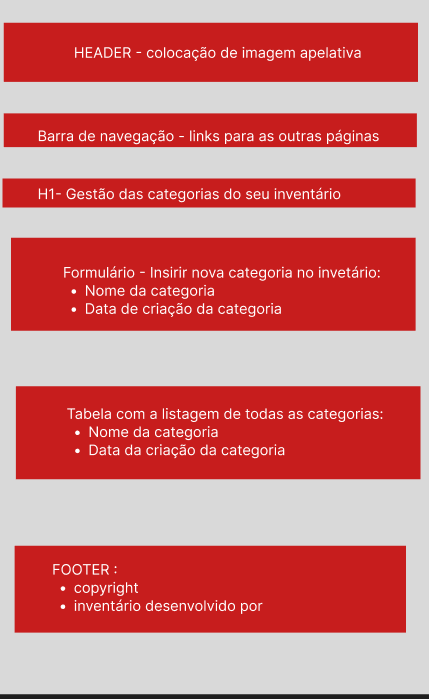 HEADER - colocação de imagem apelativa
Barra de navegação - links para as outras páginas
H1- Gestão das categorias do seu inventário
Formulário - Insirir nova categoria no invetário:
• Nome da categoria
• Data de criação da categoria
Tabela com a listagem de todas as categorias:
• Nome da categoria
• Data da criação da categoria
FOOTER :
• copyright
• inventário desenvolvido por